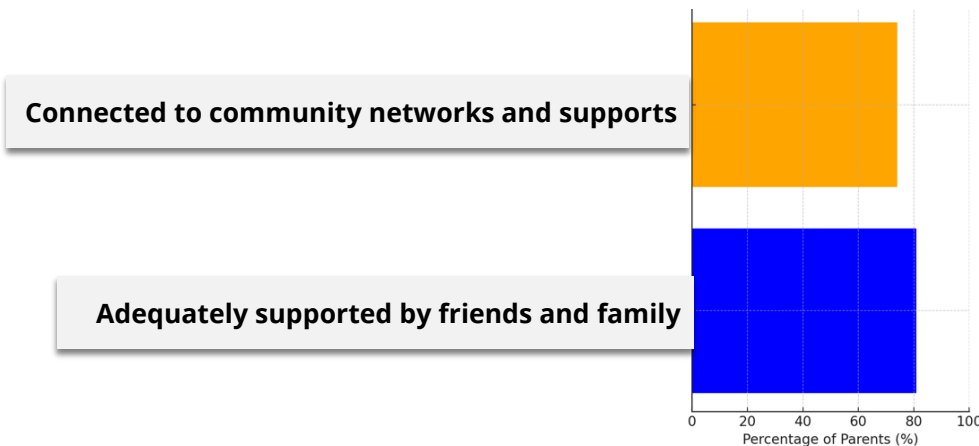 Connected to community networks and supports
Adequately supported by friends and family
0 20 40 60 80 100
Percentage of Parents (%)